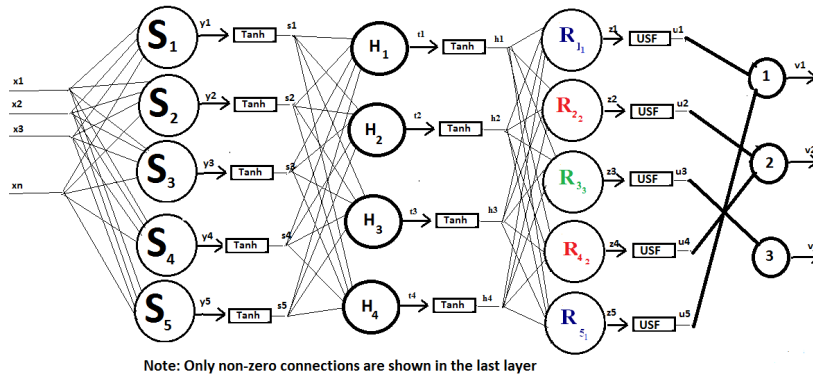 x1
x2
x3
xn
S1
S2
S3
S4
S5
y1
y2
y3
y4
y5
Tanh
Tanh
Tanh
Tanh
Tanh
s1
s2
s3
s4
s5
H1
H2
H3
H4
t1
t2
t3
t4
Tanh
Tanh
Tanh
Tanh
h1
h2
h3
h4
R11
R22
R33
R42
R51
z1
z2
z3
z4
z5
USF
USF
USF
USF
USF
u1
u2
u3
u4
u5
1
2
3
v1
Note: Only non-zero connections are shown in the last layer